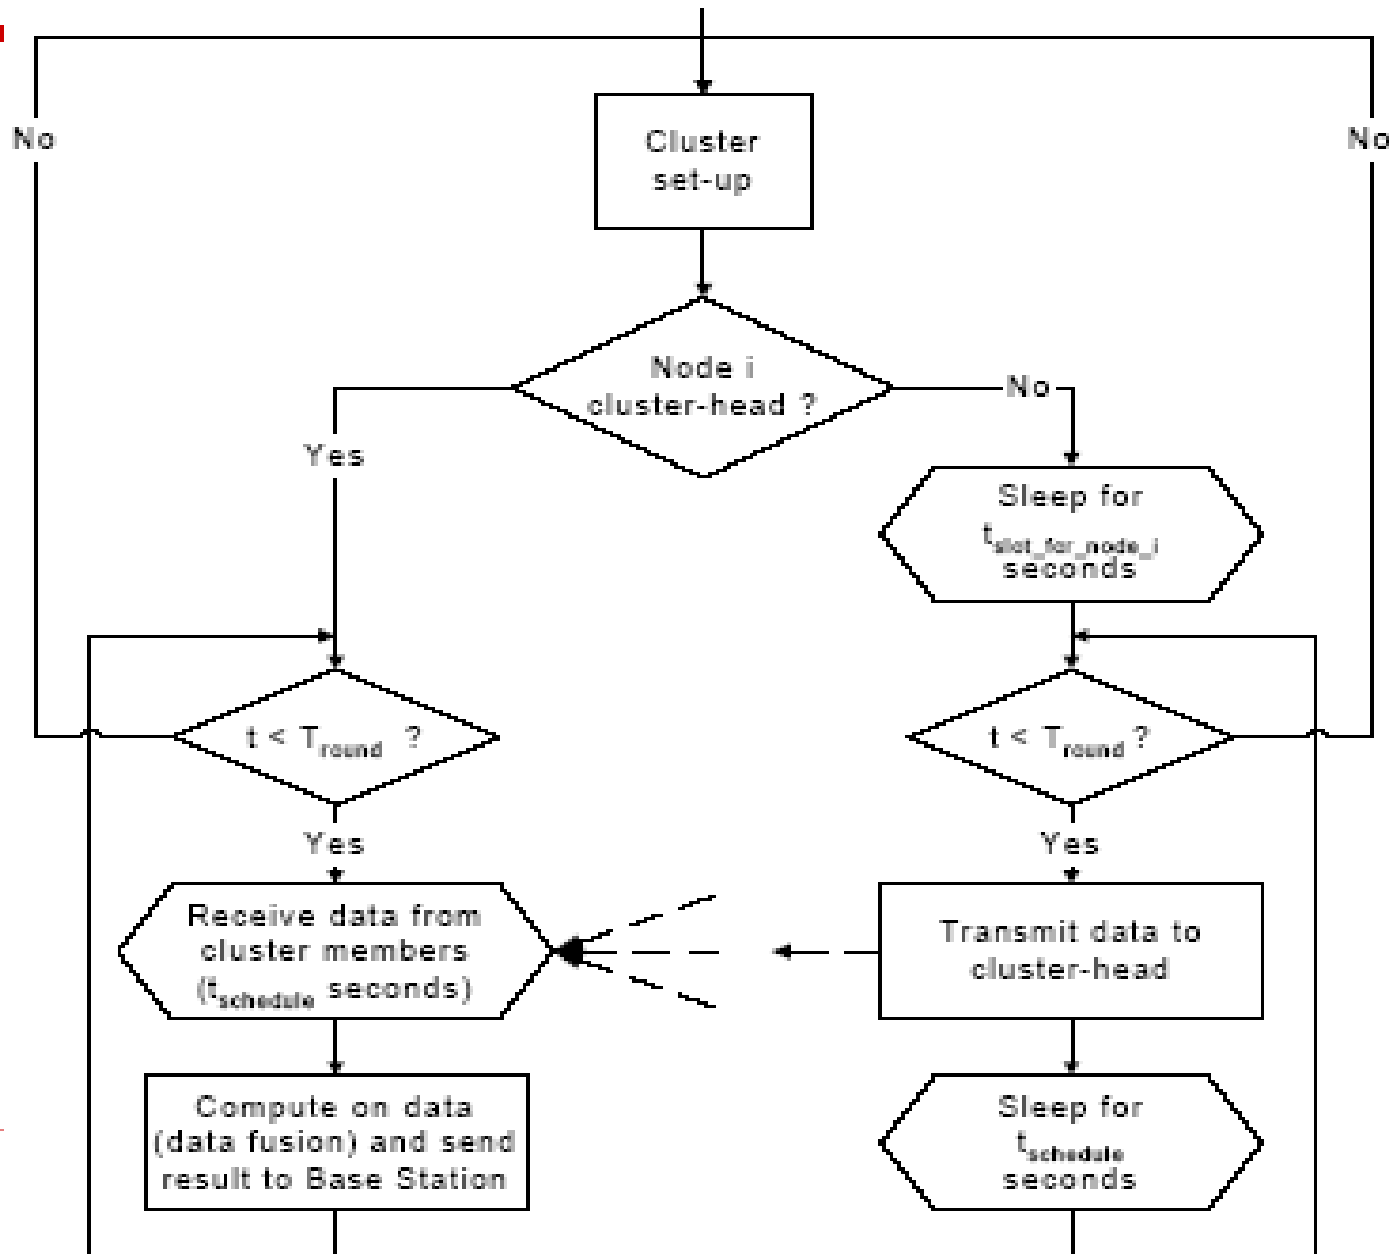 No
No
Cluster
set-up
Node i
cluster-head ?
Yes
No
Sleep for
t_slot_for_node_i
seconds
t < T_round ?
t < T_round ?
Yes
Yes
Receive data from
cluster members
(t_schedule seconds)
Transmit data to
cluster-head
Compute on data
(data fusion) and send
result to Base Station
Sleep for
t_schedule
seconds